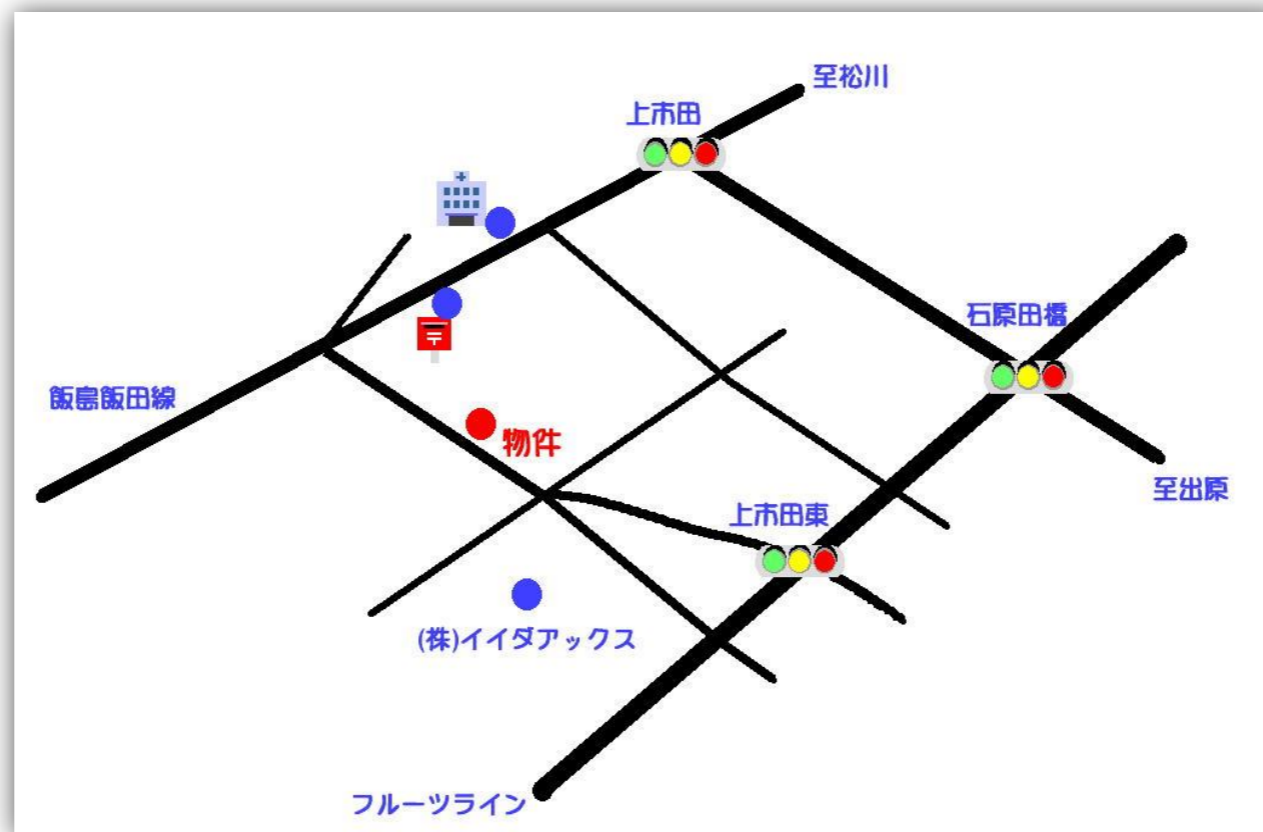 至松川
上市田
石原田橋
飯島飯田線
〒
物件
至出原
上市田東
(株)イイダアックス
フルーツライン